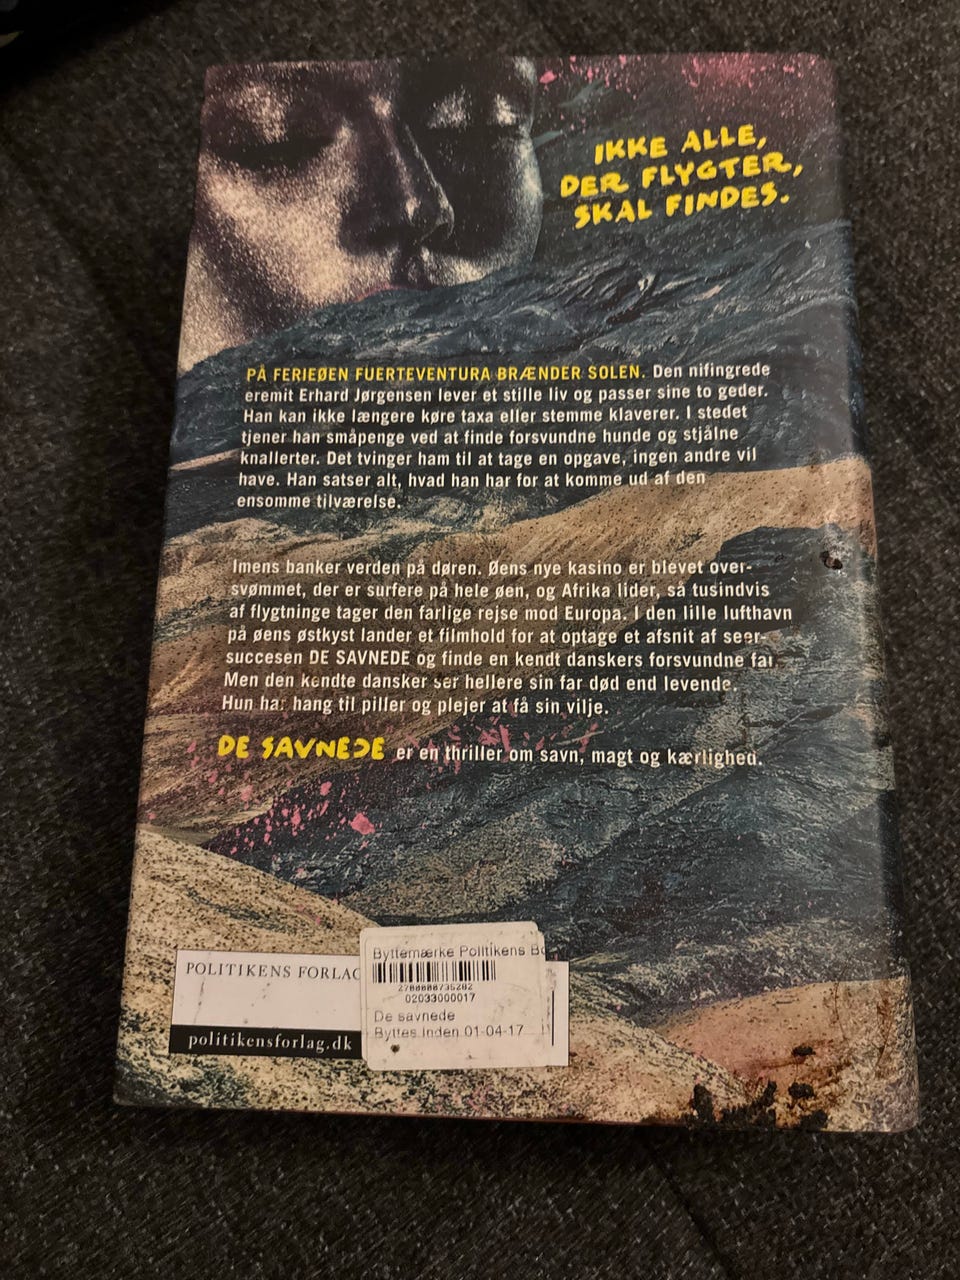 IKKE ALLE,
DER FLYGTER,
SKAL FINDES.
PÅ FERIEØEN FUERTEVENTURA BRÆNDER SOLEN. Den nifingrede
eremit Erhard Jørgensen lever et stille liv og passer sine to geder.
Han kan ikke længere køre taxa eller stemme klaverer. I stedet
tjener han småpenge ved at finde forsvundne hunde og stjålne
knallerter. Det tvinger ham til at tage en opgave, ingen andre vil
have. Han satser alt, hvad han har for at komme ud af den
ensomme tilværelse.
Imens banker verden på døren. Øens nye kasino er blevet over-
svømmet, der er surfere på hele øen, og Afrika lider, så tusindvis
af flygtninge tager den farlige rejse mod Europa. I den lille lufthavn
på øens østkyst lander et filmhold for at optage et afsnit af seer-
succesen DE SAVNEDE og finde en kendt danskers forsvundne far.
Men den kendte dansker ser hellere sin far død end levende.
Hun har hang til piller og plejer at få sin vilje.
DE SAVNEDE er en thriller om savn, magt og kærlighed.
POLITIKENS FORLAG
politikensforlag.dk
Byttemærke Politikens Bo
2700000735282
02033000017
De savnede
Byttes inden 01-04-17